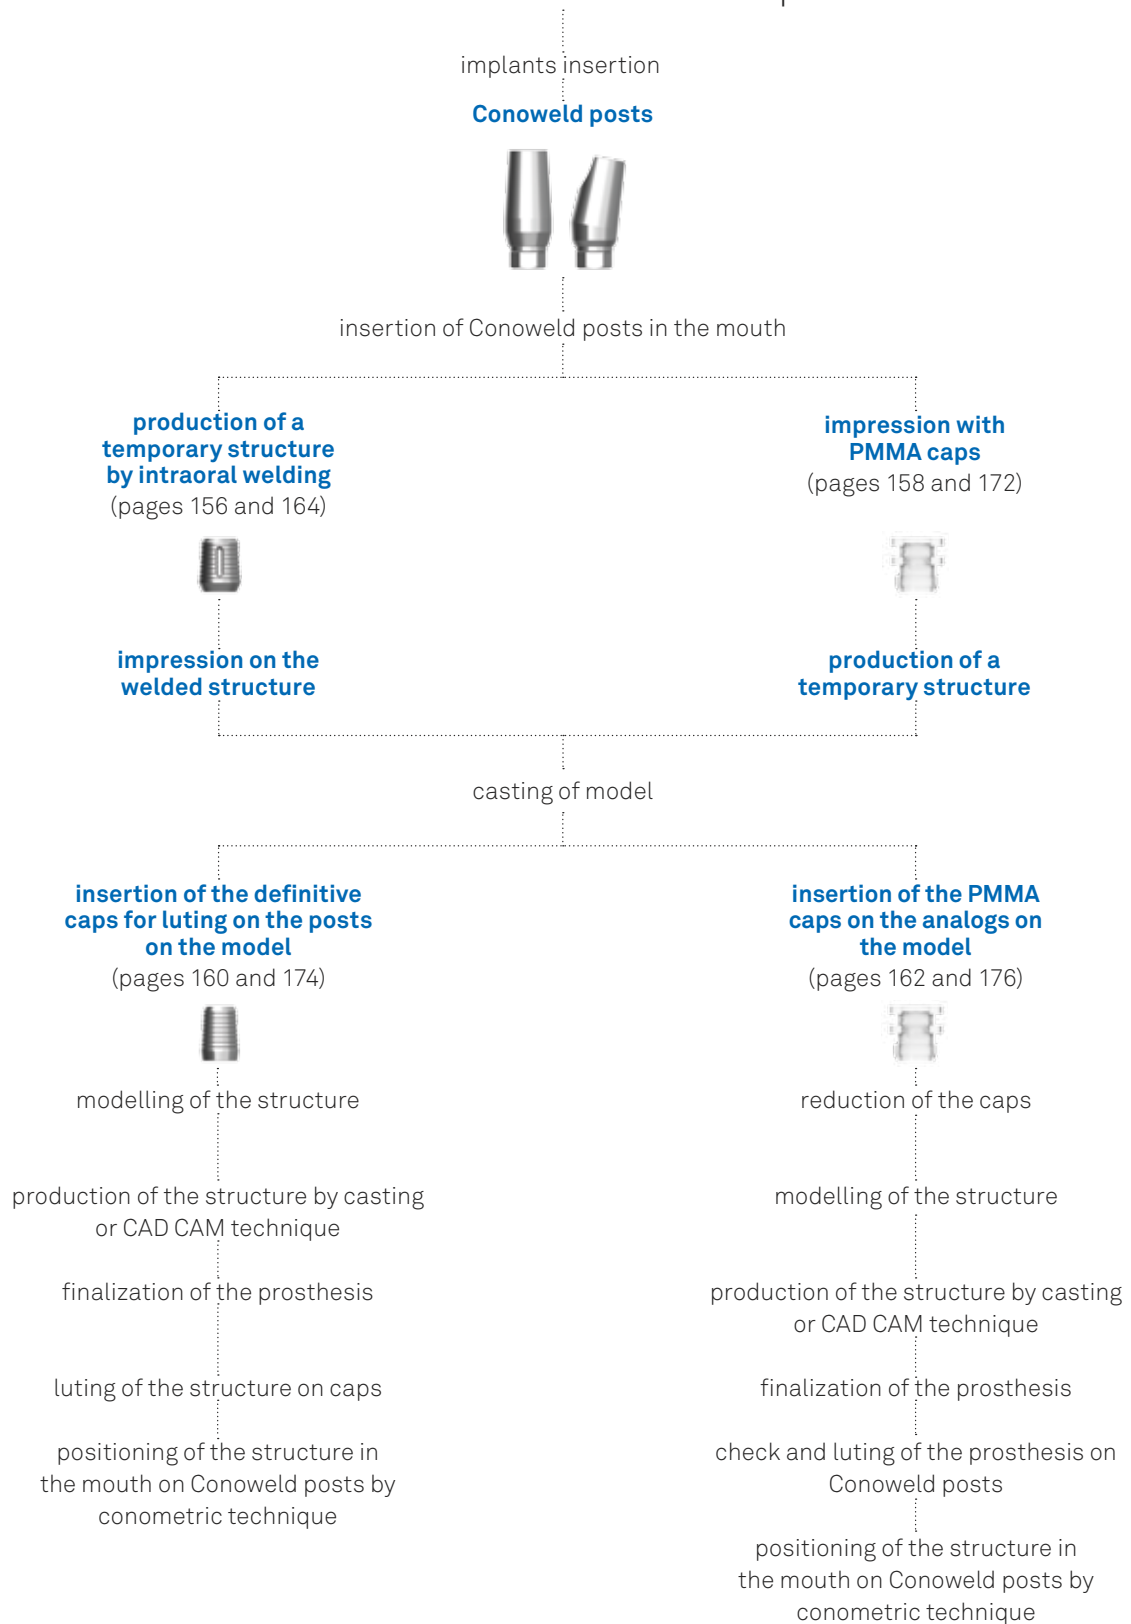 implants insertion
Conoweld posts
insertion of Conoweld posts in the mouth
production of a
temporary structure
by intraoral welding
(pages 156 and 164)
impression with
PMMA caps
(pages 158 and 172)
impression on the
welded structure
production of a
temporary structure
casting of model
insertion of the definitive
caps for luting on the posts
on the model
(pages 160 and 174)
insertion of the PMMA
caps on the analogs on
the model
(pages 162 and 176)
modelling of the structure
production of the structure by casting
or CAD CAM technique
finalization of the prosthesis
luting of the structure on caps
positioning of the structure in
the mouth on Conoweld posts by
conometric technique
reduction of the caps
modelling of the structure
production of the structure by casting
or CAD CAM technique
finalization of the prosthesis
check and luting of the prosthesis on
Conoweld posts
positioning of the structure in
the mouth on Conoweld posts by
conometric technique